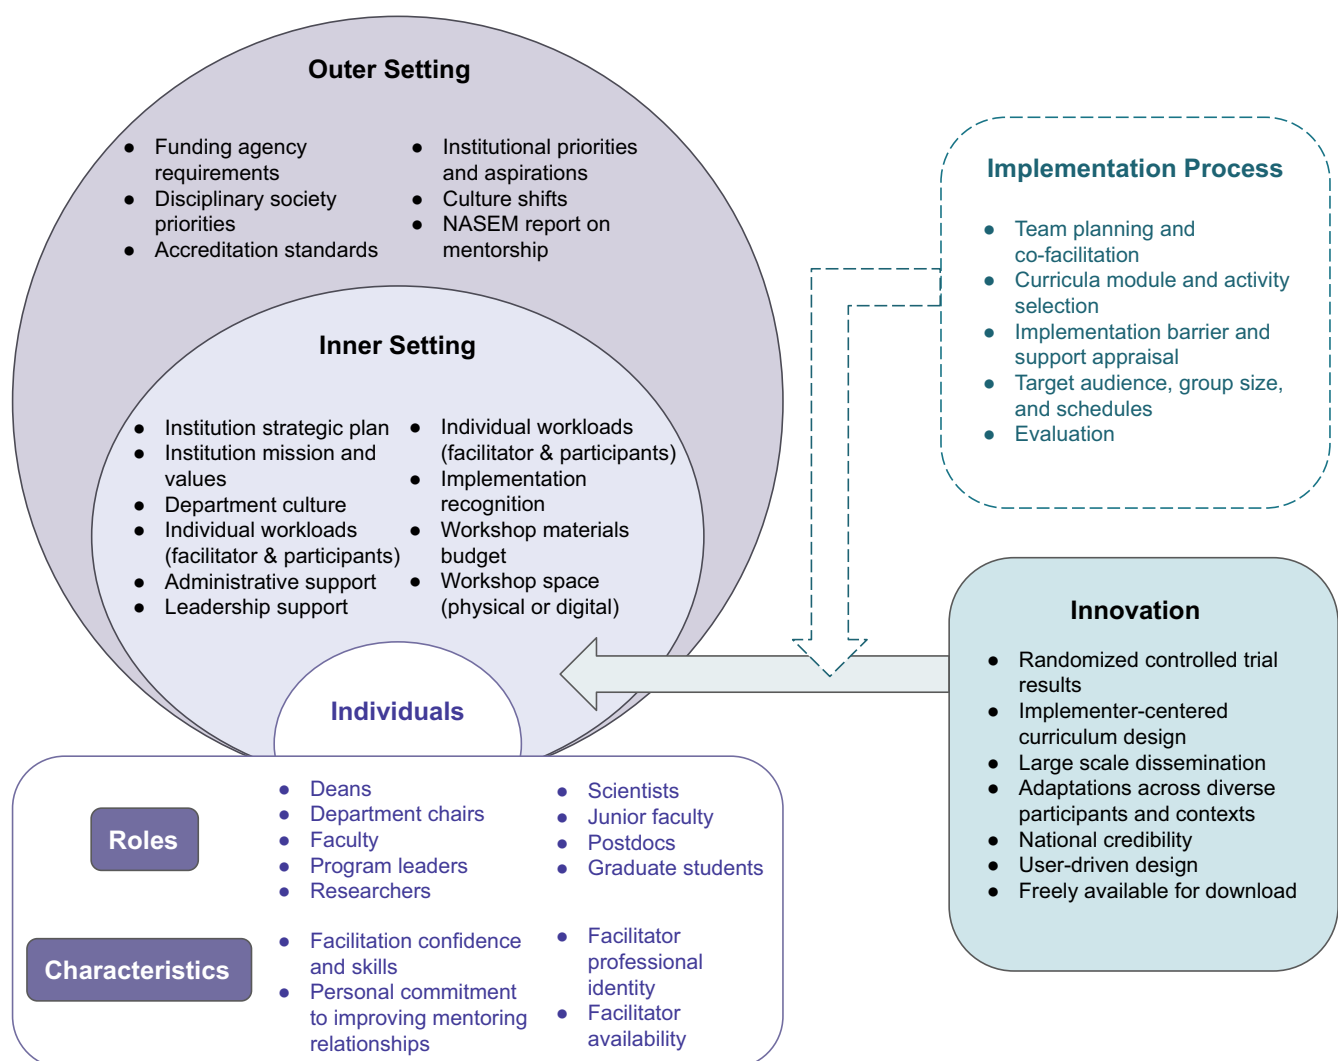 Outer Setting
● Funding agency
requirements
● Disciplinary society
priorities
● Accreditation standards
● Institutional priorities
and aspirations
● Culture shifts
● NASEM report on
mentorship
Inner Setting
● Institution strategic plan
● Institution mission and
values
● Department culture
● Individual workloads
(facilitator & participants)
● Administrative support
● Leadership support
● Individual workloads
(facilitator & participants)
● Implementation
recognition
● Workshop materials
budget
● Workshop space
(physical or digital)
Individuals
Roles
● Deans
● Department chairs
● Faculty
● Program leaders
● Researchers
● Scientists
● Junior faculty
● Postdocs
● Graduate students
Characteristics
● Facilitation confidence
and skills
● Personal commitment
to improving mentoring
relationships
● Facilitator
professional
identity
● Facilitator
availability
Implementation Process
● Team planning and
co-facilitation
● Curricula module and activity
selection
● Implementation barrier and
support appraisal
● Target audience, group size,
and schedules
● Evaluation
Innovation
● Randomized controlled trial
results
● Implementer-centered
curriculum design
● Large scale dissemination
● Adaptations across diverse
participants and contexts
● National credibility
● User-driven design
● Freely available for download